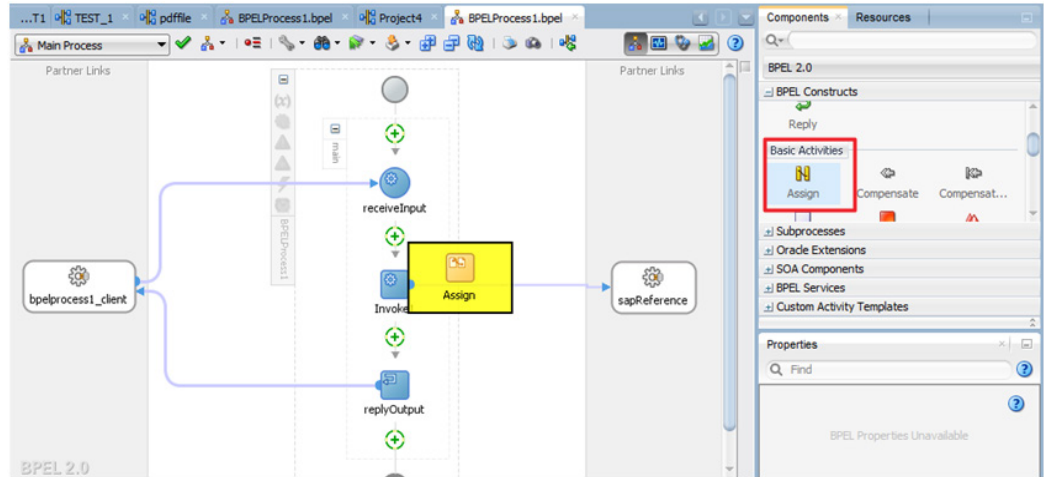 ...T1 TEST_1 pdffile BPELProcess1.bpel Project4 BPELProcess1.bpel
Components Resources
Main Process
BPEL 2.0
Partner Links
Partner Links
BPEL Constructs
Reply
Basic Activities
main
Assign Compensate Compensat...
receiveInput
BPELProcess1
Subprocesses
Oracle Extensions
SOA Components
bpelprocess1_client
Assign
sapReference
BPEL Services
Invoke
Custom Activity Templates
Properties
Find
replyOutput
BPEL Properties Unavailable
BPEL 2.0